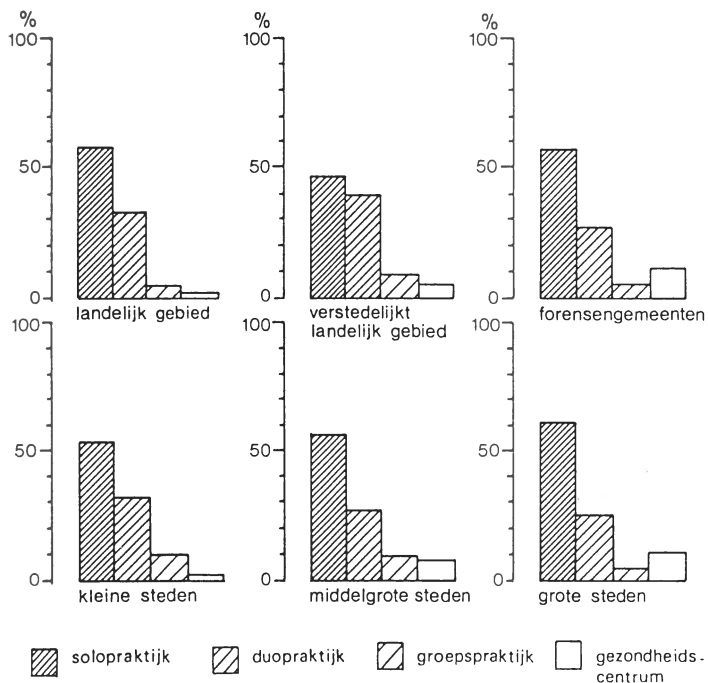 % % %
100 100 100
50 50 50
0 0 0
landelijk gebied
verstedelijkt
landelijk gebied
forensengemeenten
100 100 100
50 50 50
0 0 0
kleine steden
middelgrote steden
grote steden
solopraktijk
duopraktijk
groepspraktijk
gezondheids-
centrum